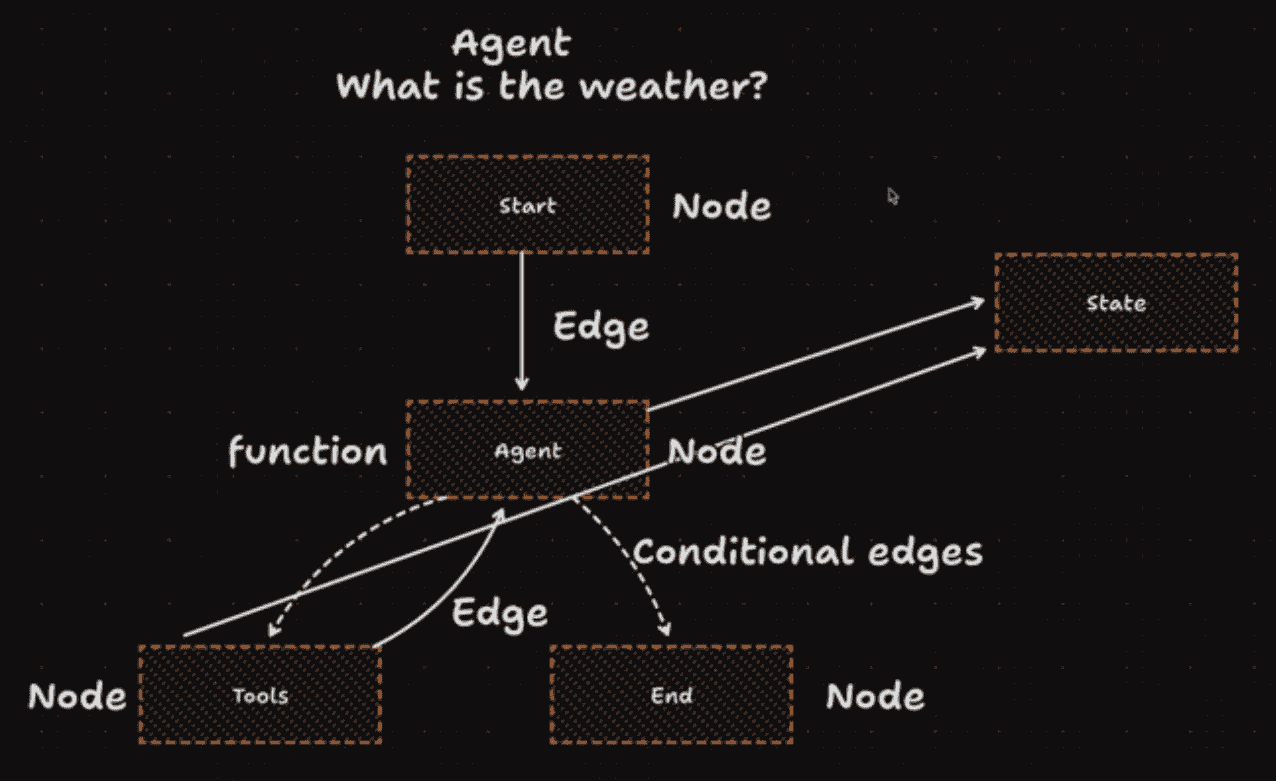 Agent
What is the weather?
Start
Node
State
Edge
function
Agent
Node
Conditional edges
Edge
Node
Tools
End
Node